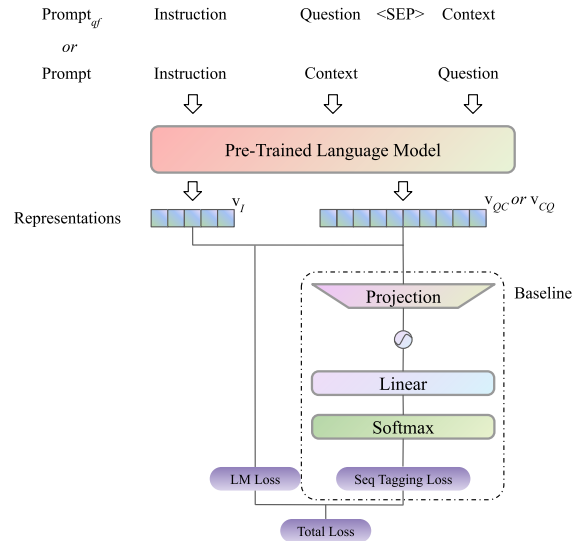 Prompt_qf Instruction Question <SEP> Context
or
Prompt Instruction Context Question
Pre-Trained Language Model
Representations v_I v_QC or v_CQ
Projection Baseline
Linear
Softmax
LM Loss Seq Tagging Loss
Total Loss